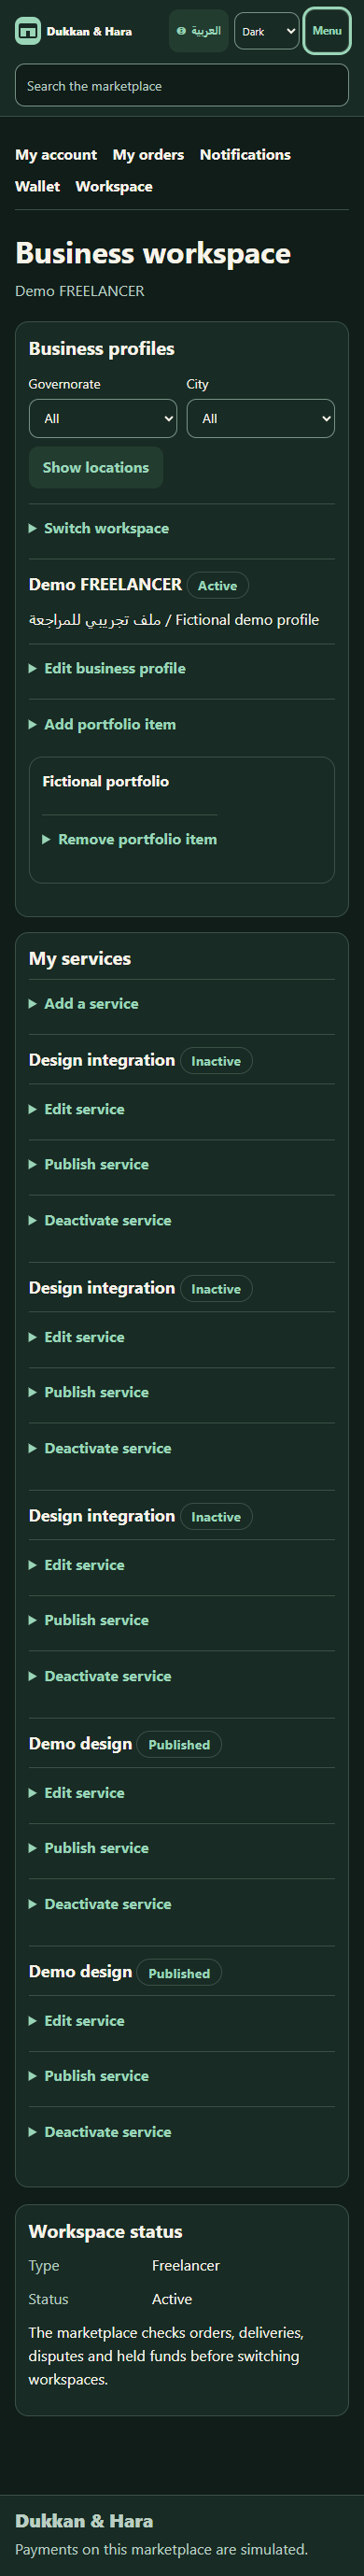 Dukkan & Hara
العربية
Dark
Menu
Search the marketplace
My account My orders Notifications
Wallet Workspace
Business workspace
Demo FREELANCER
Business profiles
Governorate City
All All
Show locations
Switch workspace
Demo FREELANCER Active
ملف تجريبي للمراجعة / Fictional demo profile
Edit business profile
Add portfolio item
Fictional portfolio
Remove portfolio item
My services
Add a service
Design integration Inactive
Edit service
Publish service
Deactivate service
Design integration Inactive
Edit service
Publish service
Deactivate service
Design integration Inactive
Edit service
Publish service
Deactivate service
Demo design Published
Edit service
Publish service
Deactivate service
Demo design Published
Edit service
Publish service
Deactivate service
Workspace status
Type Freelancer
Status Active
The marketplace checks orders, deliveries,
disputes and held funds before switching
workspaces.
Dukkan & Hara
Payments on this marketplace are simulated.